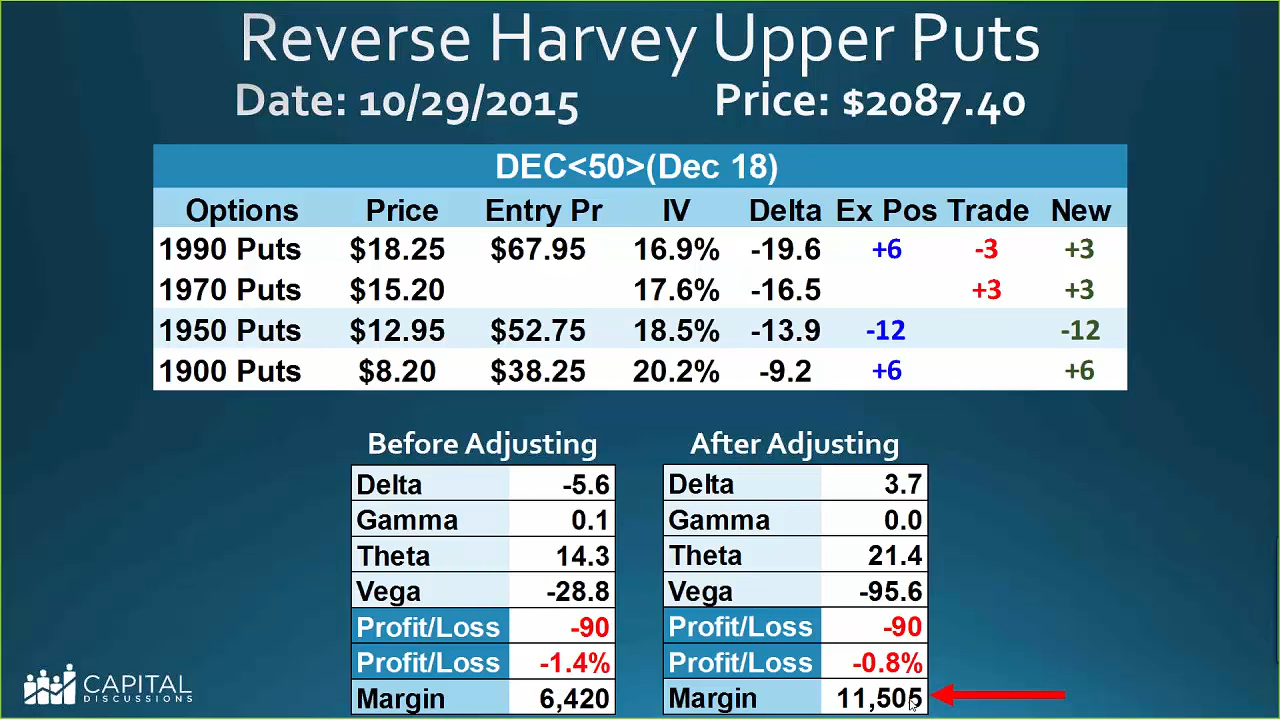 Reverse Harvey Upper Puts
Date: 10/29/2015 Price: $2087.40
DEC<50>(Dec 18)
Options Price Entry Pr IV Delta Ex Pos Trade New
1990 Puts $18.25 $67.95 16.9% -19.6 +6 -3 +3
1970 Puts $15.20 17.6% -16.5 +3 +3
1950 Puts $12.95 $52.75 18.5% -13.9 -12 -12
1900 Puts $8.20 $38.25 20.2% -9.2 +6 +6
Before Adjusting
Delta -5.6
Gamma 0.1
Theta 14.3
Vega -28.8
Profit/Loss -90
Profit/Loss -1.4%
Margin 6,420
After Adjusting
Delta 3.7
Gamma 0.0
Theta 21.4
Vega -95.6
Profit/Loss -90
Profit/Loss -0.8%
Margin 11,505
CAPITAL
DISCUSSIONS